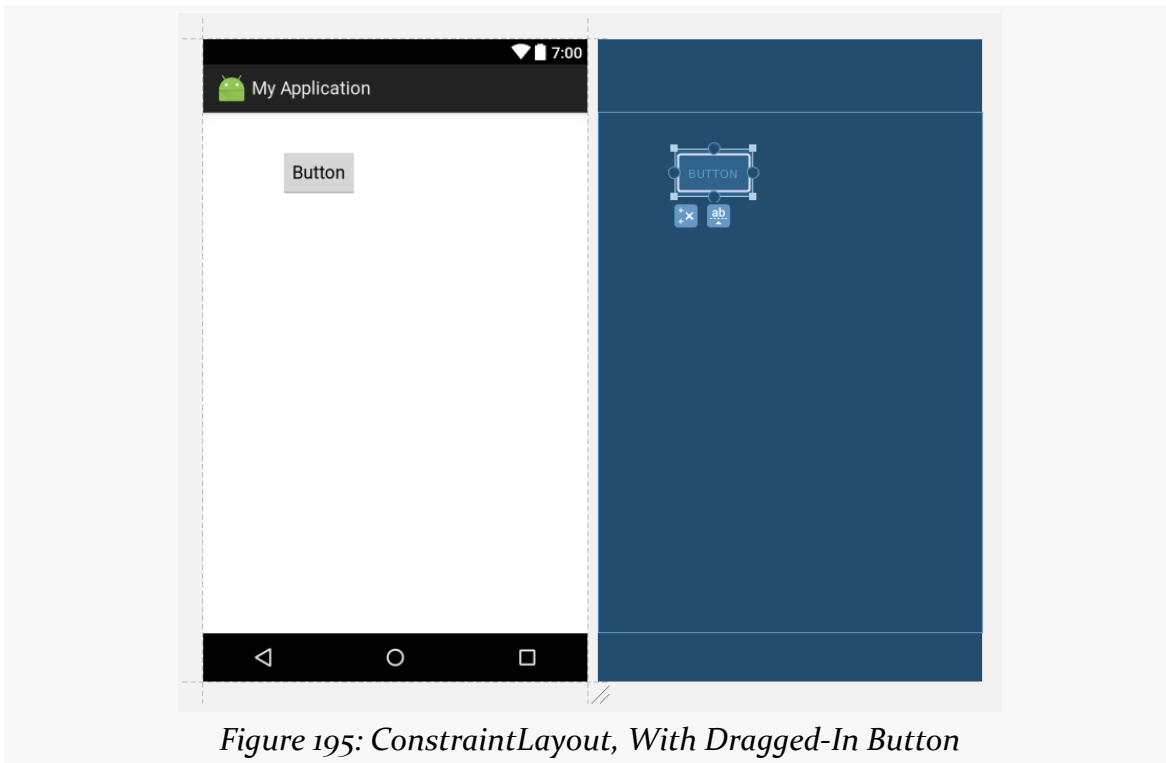 7:00
My Application
Button
BUTTON
ab
Figure 195: ConstraintLayout, With Dragged-In Button